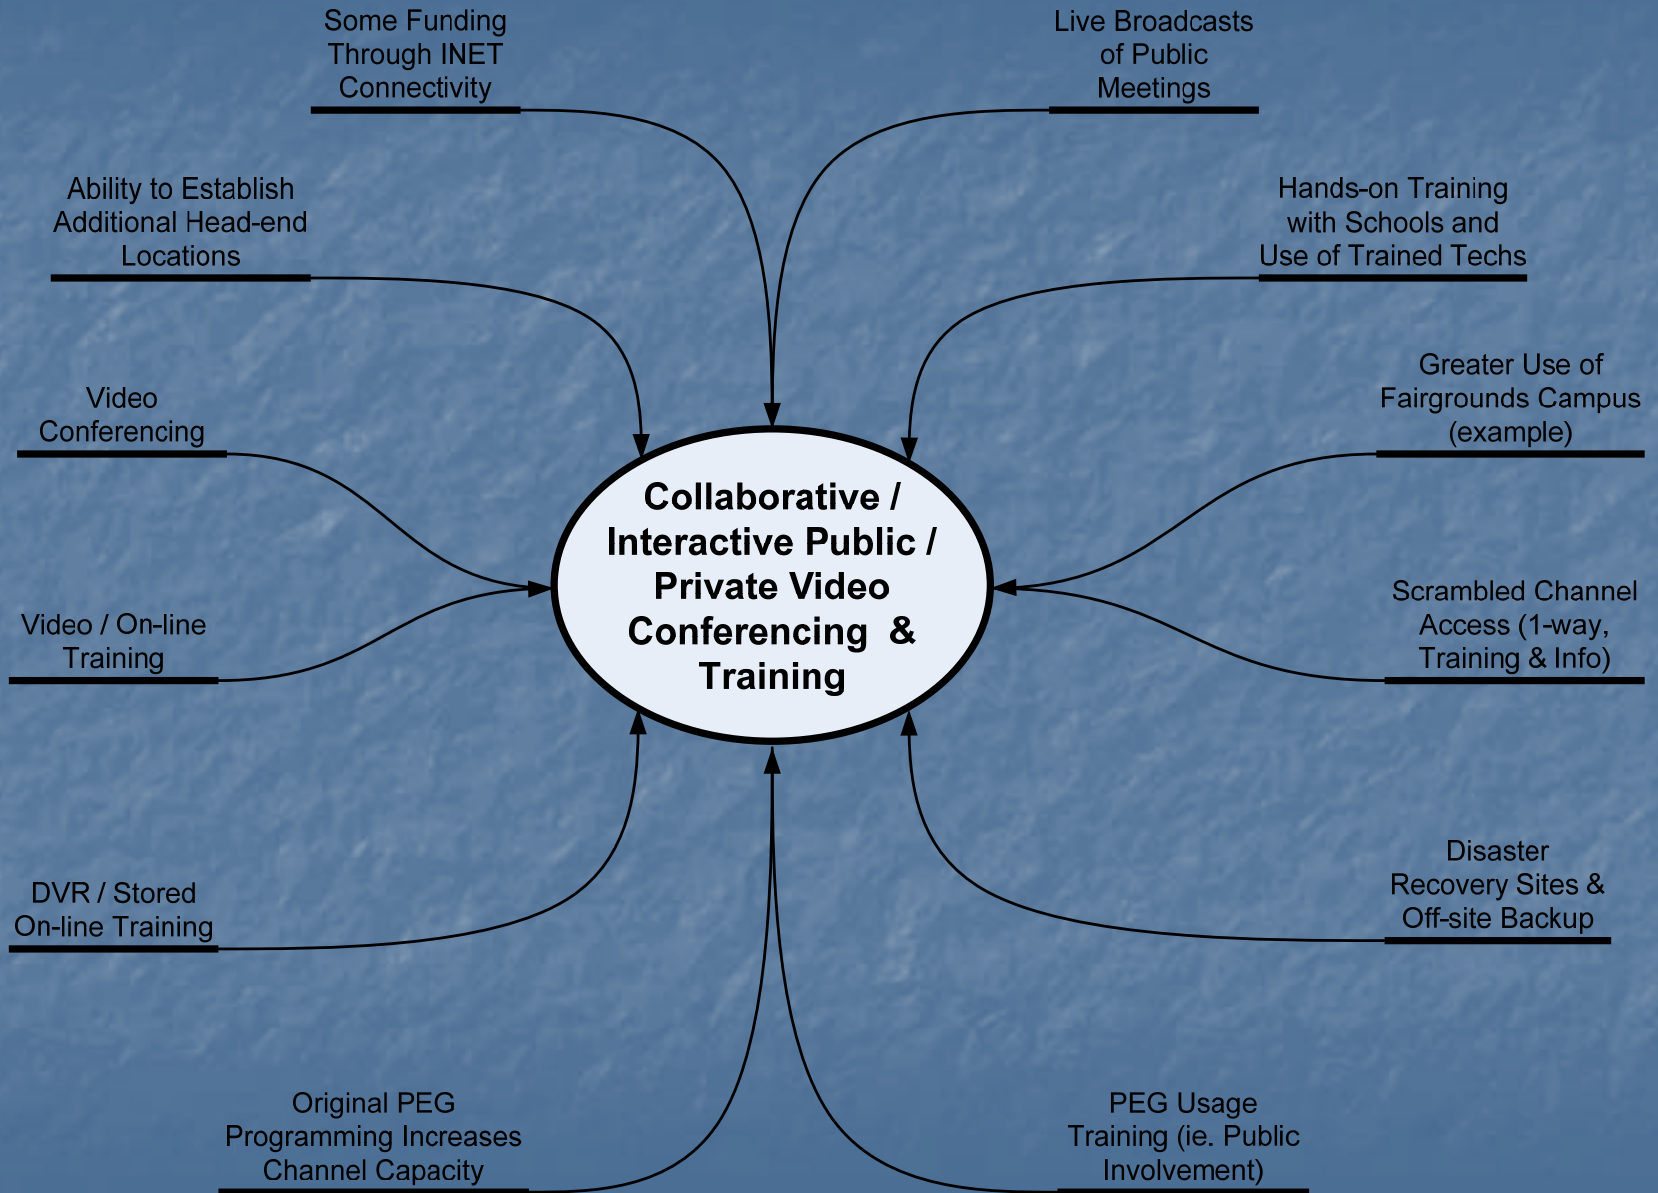 Some Funding
Through INET
Connectivity
Live Broadcasts
of Public
Meetings
Ability to Establish
Additional Head-end
Locations
Hands-on Training
with Schools and
Use of Trained Techs
Video
Conferencing
Greater Use of
Fairgrounds Campus
(example)
Collaborative /
Interactive Public /
Private Video
Conferencing &
Training
Video / On-line
Training
Scrambled Channel
Access (1-way,
Training & Info)
DVR / Stored
On-line Training
Disaster
Recovery Sites &
Off-site Backup
Original PEG
Programming Increases
Channel Capacity
PEG Usage
Training (ie. Public
Involvement)